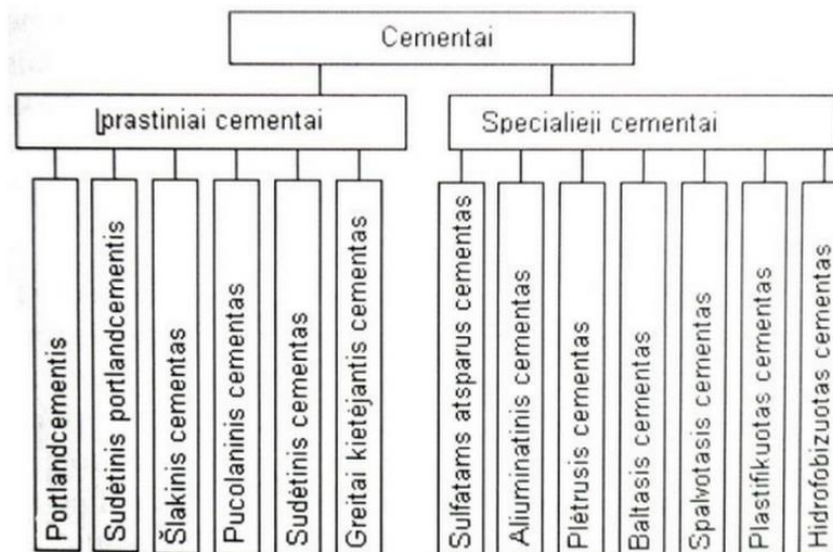 Cementai
Įprastiniai cementai
Specialieji cementai
Portlandcementis
Sudėtinis portlandcementis
Šlakinis cementas
Pucolaninis cementas
Sudėtinis cementas
Greitai kietėjantis cementas
Sulfatams atsparus cementas
Aliuminatinis cementas
Plėtrusis cementas
Baltasis cementas
Spalvotasis cementas
Plastifikuotas cementas
Hidrofobizuotas cementas